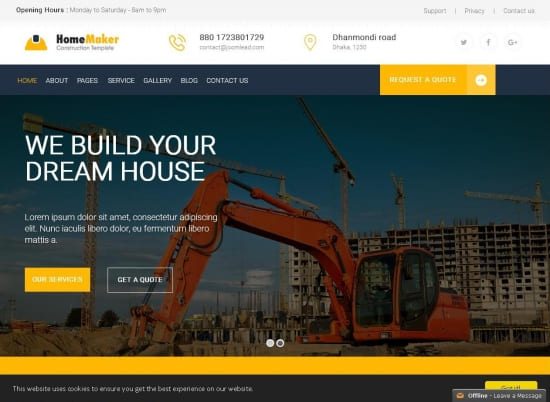 Opening Hours : Monday to Saturday - 8am to 9pm
Support | Privacy | Contact us
HomeMaker
Construction Template
880 1723801729
contact@joomlead.com
Dhanmondi road
Dhaka, 1230
HOME ABOUT PAGES SERVICE GALLERY BLOG CONTACT US
REQUEST A QUOTE
WE BUILD YOUR
DREAM HOUSE
Lorem ipsum dolor sit amet, consectetur adipiscing
elit. Nunc iaculis libero dolor, eu fermentum libero
mattis a.
OUR SERVICES
GET A QUOTE
This website uses cookies to ensure you get the best experience on our website.
Offline - Leave a Message